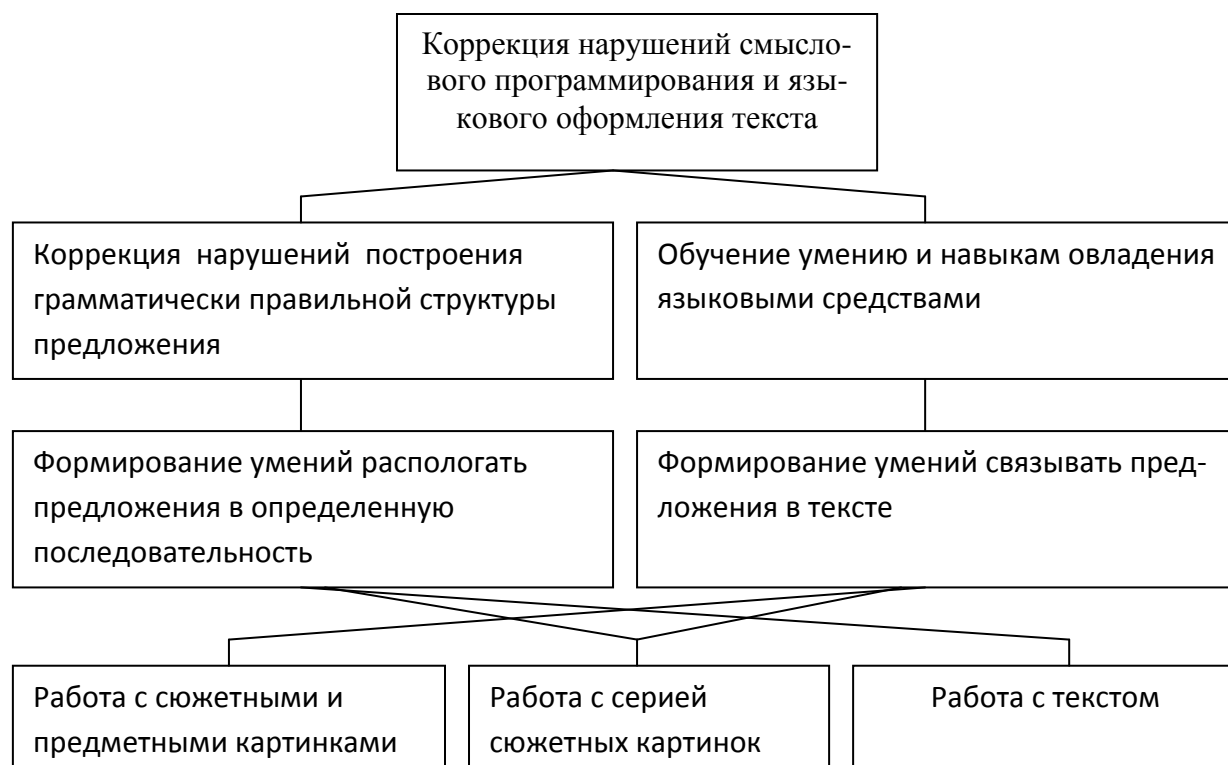 Коррекция нарушений смысло-
вого программирования и язы-
кового оформления текста
Коррекция нарушений построения
грамматически правильной структуры
предложения
Обучение умению и навыкам овладения
языковыми средствами
Формирование умений распологать
предложения в определенную
последовательность
Формирование умений связывать пред-
ложения в тексте
Работа с сюжетными и
предметными картинками
Работа с серией
сюжетных картинок
Работа с текстом